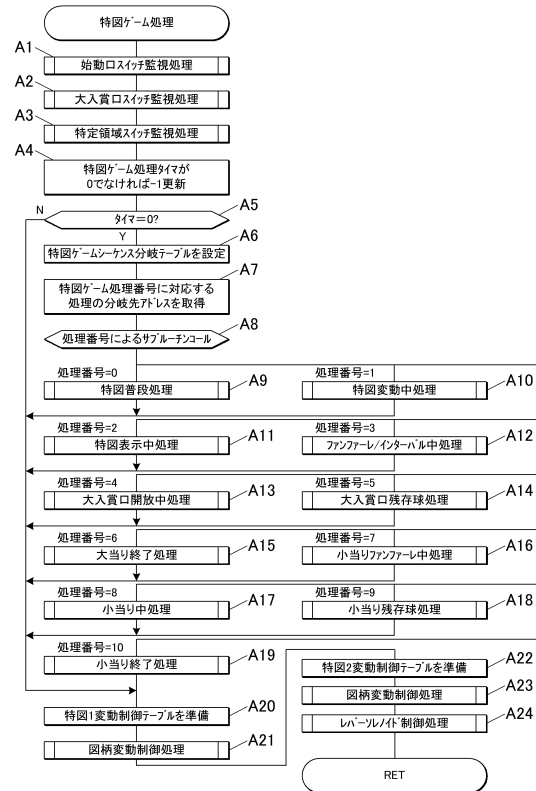 特図ゲーム処理
A1
始動口スイッチ監視処理
A2
大入賞口スイッチ監視処理
A3
特定領域スイッチ監視処理
A4
特図ゲーム処理タイマが
0でなければ-1更新
N
タイマ=0?
A5
Y
A6
特図ゲームシーケンス分岐テーブルを設定
A7
特図ゲーム処理番号に対応する
処理の分岐先アドレスを取得
処理番号によるサブルーチンコール
A8
処理番号=0
特図普段処理
A9
処理番号=1
特図変動中処理
A10
処理番号=2
特図表示中処理
A11
処理番号=3
ファンファーレ/インターバル中処理
A12
処理番号=4
大入賞口開放中処理
A13
処理番号=5
大入賞口残存球処理
A14
処理番号=6
大当り終了処理
A15
処理番号=7
小当りファンファーレ中処理
A16
処理番号=8
小当り中処理
A17
処理番号=9
小当り残存球処理
A18
処理番号=10
小当り終了処理
A19
特図1変動制御テーブルを準備
A20
図柄変動制御処理
A21
特図2変動制御テーブルを準備
A22
図柄変動制御処理
A23
レバーソレノイド制御処理
A24
RET